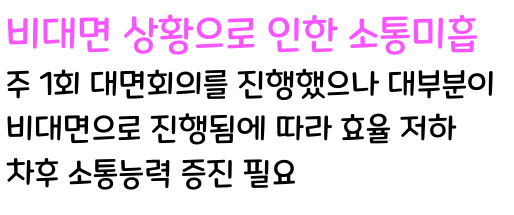 비대면 상황으로 인한 소통미흡
주 1회 대면회의를 진행했으나 대부분이
비대면으로 진행됨에 따라 효율 저하
차후 소통능력 증진 필요